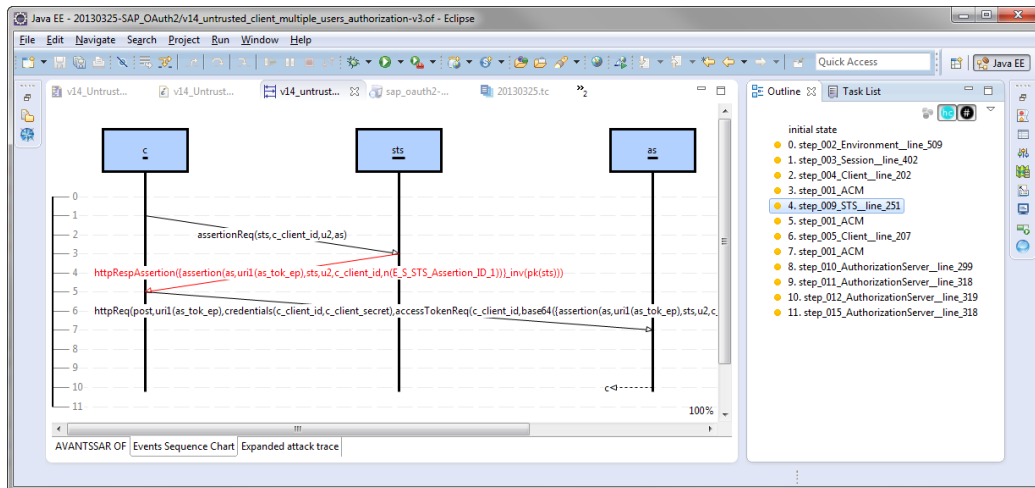 Java EE - 20130325-SAP_OAuth2/v14_untrusted_client_multiple_users_authorization-v3.of - Eclipse
File Edit Navigate Search Project Run Window Help
Quick Access
Java EE
v14_Untrust...
v14_Untrust...
v14_untrust...
sap_oauth2-...
20130325.tc
»2
c
sts
as
0
1
assertionReq(sts,c_client_id,u2,as)
2
3
4
httpRespAssertion({assertion(as,uri1(as_tok_ep),sts,u2,c_client_id,n(E_S_STS_Assertion_ID_1))}_inv(pk(sts)))
5
6
httpReq(post,uri1(as_tok_ep),credentials(c_client_id,c_client_secret),accessTokenReq(c_client_id,base64({assertion(as,uri1(as_tok_ep),sts,u2,c_
7
8
9
10
c
11
100%
AVANTSSAR OF
Events Sequence Chart
Expanded attack trace
Outline
Task List
hc
#
initial state
0. step_002_Environment__line_509
1. step_003_Session__line_402
2. step_004_Client__line_202
3. step_001_ACM
4. step_009_STS__line_251
5. step_001_ACM
6. step_005_Client__line_207
7. step_001_ACM
8. step_010_AuthorizationServer__line_299
9. step_011_AuthorizationServer__line_318
10. step_012_AuthorizationServer__line_319
11. step_015_AuthorizationServer__line_318